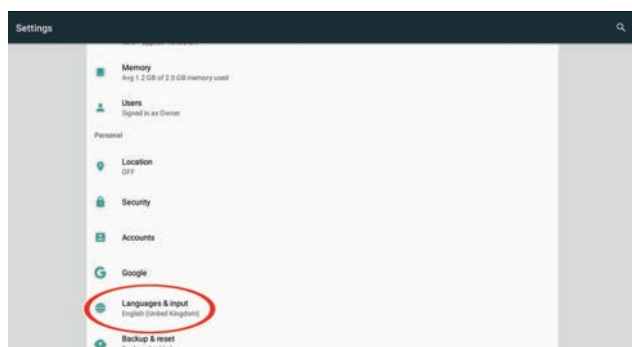 Settings
Memory
Avg 1.2 GB of 2.0 GB memory used
Users
Signed in as Owner
Personal
Location
OFF
Security
Accounts
Google
Languages & input
English (United Kingdom)
Backup & reset